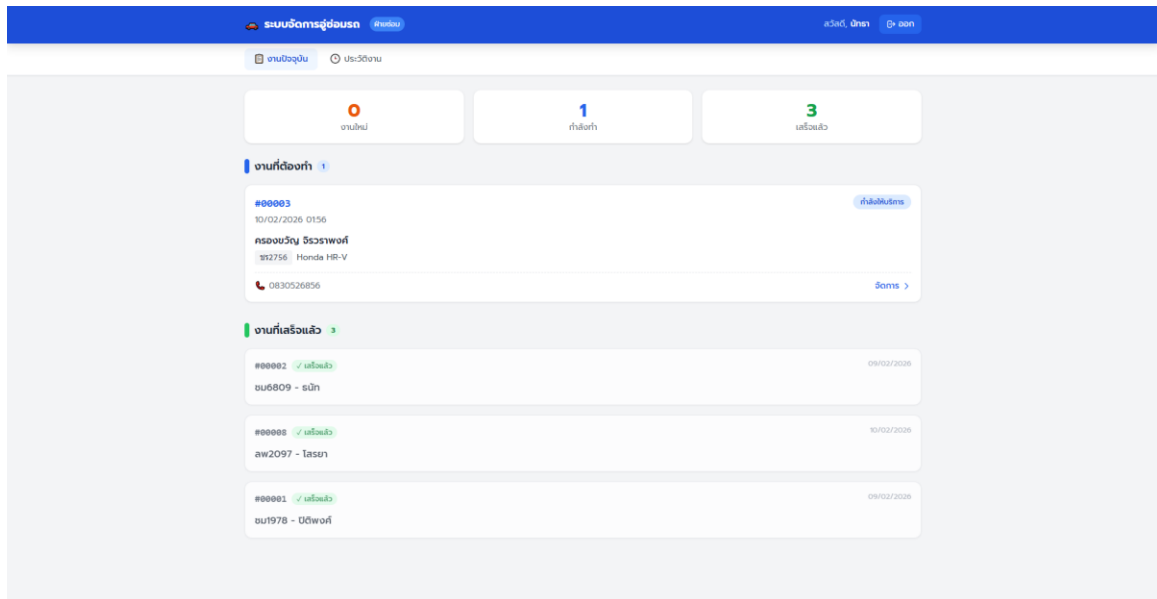 ระบบจัดการอู่ซ่อมรถ ฝ่ายซ่อม
สวัสดี, นัทธา ออก
งานปัจจุบัน ประวัติงาน
0 1 3
งานใหม่ กำลังทำ เสร็จแล้ว
งานที่ต้องทำ 1
#00003 กำลังให้บริการ
10/02/2026 01:56
ครองขวัญ จิรวราพงศ์
2756 Honda HR-V
0830526856 จัดการ >
งานที่เสร็จแล้ว 3
#00002 ✓ เสร็จแล้ว 09/02/2026
ชม6809 - ธนัท
#00008 ✓ เสร็จแล้ว 10/02/2026
ลพ2097 - โสรยา
#00001 ✓ เสร็จแล้ว 09/02/2026
ชม1978 - ปิติพงศ์